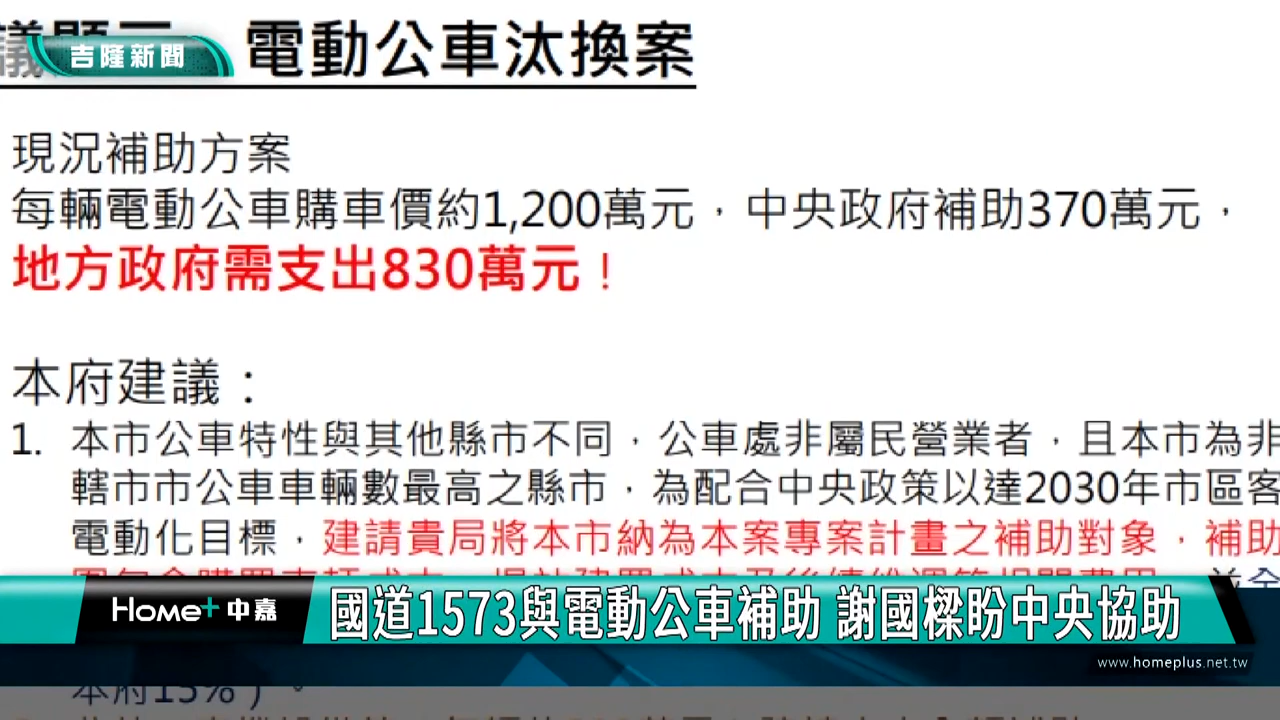 電動公車汰換案
吉隆新聞
現況補助方案
每輛電動公車購車價約1,200萬元，中央政府補助370萬元，
地方政府需支出830萬元！
本府建議：
1. 本市公車特性與其他縣市不同，公車處非屬民營業者，且本市為非
轄市市公車車輛數最高之縣市，為配合中央政策以達2030年市區客
電動化目標，建請貴局將本市納為本案專案計畫之補助對象，補助
Home+中嘉
國道1573與電動公車補助 謝國樑盼中央協助
www.homeplus.net.tw
本府15%）。